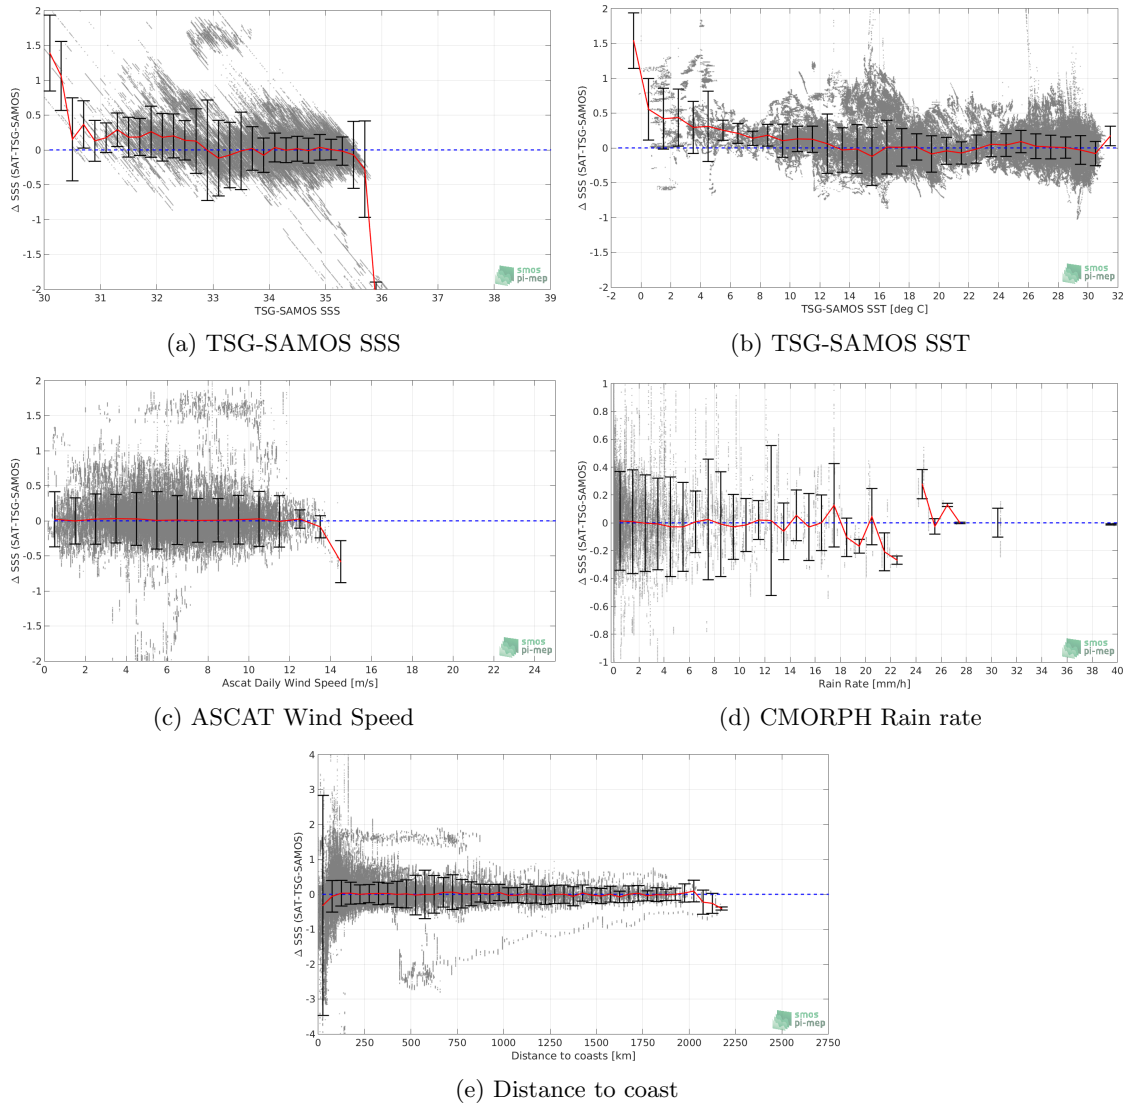 2
1.5
1
0.5
0
-0.5
-1
-1.5
-2
Δ SSS (SAT-TSG-SAMOS)
30 31 32 33 34 35 36 37 38 39
TSG-SAMOS SSS
smos
pi-mep
(a) TSG-SAMOS SSS
2
1.5
1
0.5
0
-0.5
-1
-1.5
-2
Δ SSS (SAT-TSG-SAMOS)
-2 0 2 4 6 8 10 12 14 16 18 20 22 24 26 28 30 32
TSG-SAMOS SST [deg C]
smos
pi-mep
(b) TSG-SAMOS SST
2
1.5
1
0.5
0
-0.5
-1
-1.5
-2
Δ SSS (SAT-TSG-SAMOS)
0 2 4 6 8 10 12 14 16 18 20 22 24
Ascat Daily Wind Speed [m/s]
smos
pi-mep
(c) ASCAT Wind Speed
1
0.8
0.6
0.4
0.2
0
-0.2
-0.4
-0.6
-0.8
-1
Δ SSS (SAT-TSG-SAMOS)
0 2 4 6 8 10 12 14 16 18 20 22 24 26 28 30 32 34 36 38 40
Rain Rate [mm/h]
smos
pi-mep
(d) CMORPH Rain rate
4
3
2
1
0
-1
-2
-3
-4
Δ SSS (SAT-TSG-SAMOS)
0 250 500 750 1000 1250 1500 1750 2000 2250 2500 2750
Distance to coasts [km]
smos
pi-mep
(e) Distance to coast